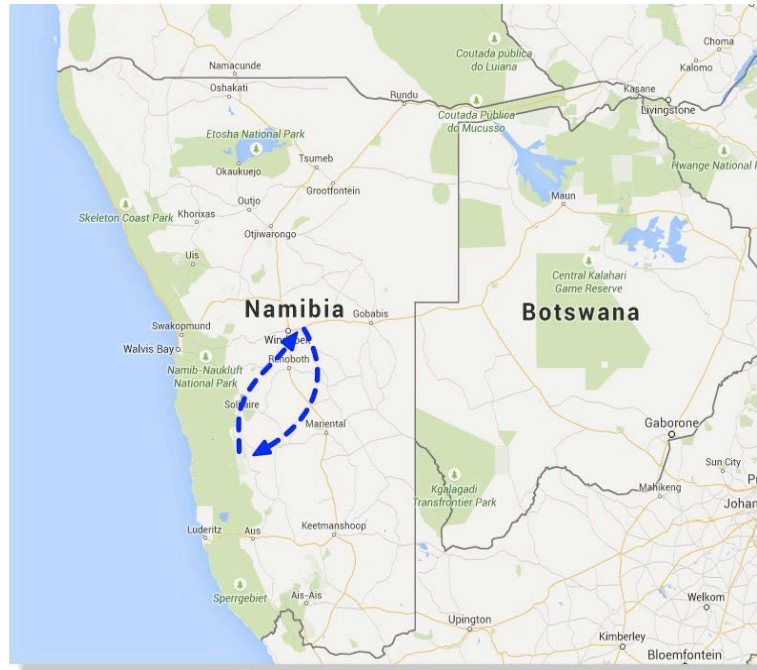 Coutada pública
do Luiana
Choma
Kalomo
Namacunde
Oshakati
Rundu
Kasane
Livingstone
Coutada Pública
do Mucusso
Etosha National Park
Okaukuejo
Tsumeb
Grootfontein
Hwange National
Maun
Outjo
Skeleton Coast Park
Khorixas
Otjiwarongo
Uis
Central Kalahari
Game Reserve
Namibia
Gobabis
Botswana
Swakopmund
Walvis Bay
Namib-Naukluft
National Park
Mariental
Gaborone
Sun City
Kgalagadi
Transfrontier Park
Mahikeng
Johan
Luderitz
Aus
Keetmanshoop
Sperrgebiet
Ais-Ais
Welkom
Upington
Kimberley
Bloemfontein